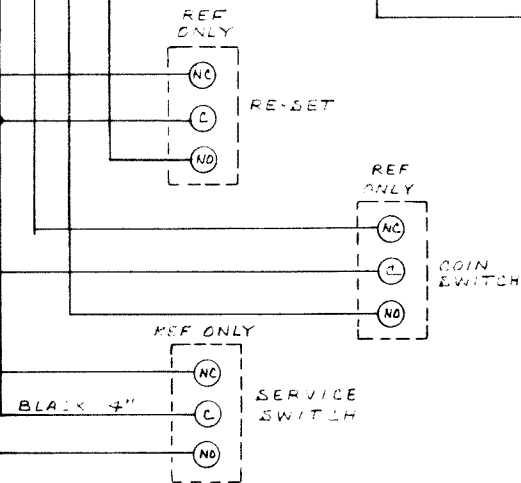 REF
ONLY
NC
C
NO
RE-SET
REF
ONLY
NC
C
NO
COIN
SWITCH
REF ONLY
NC
C
NO
BLACK 4"
SERVICE
SWITCH